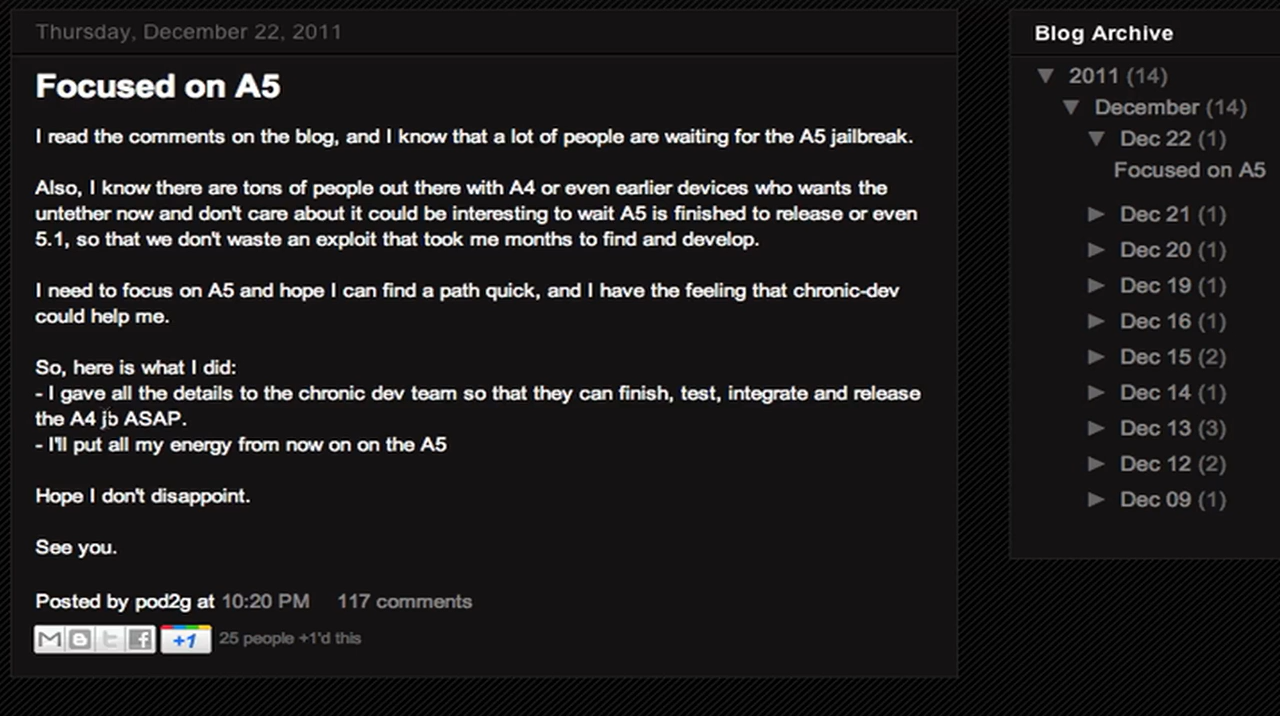 Thursday, December 22, 2011
Focused on A5
I read the comments on the blog, and I know that a lot of people are waiting for the A5 jailbreak.
Also, I know there are tons of people out there with A4 or even earlier devices who wants the
untether now and don't care about it could be interesting to wait A5 is finished to release or even
5.1, so that we don't waste an exploit that took me months to find and develop.
I need to focus on A5 and hope I can find a path quick, and I have the feeling that chronic-dev
could help me.
So, here is what I did:
- I gave all the details to the chronic dev team so that they can finish, test, integrate and release
the A4 jb ASAP.
- I'll put all my energy from now on on the A5
Hope I don't disappoint.
See you.
Posted by pod2g at 10:20 PM 117 comments
+1 25 people +1'd this
Blog Archive
▼ 2011 (14)
▼ December (14)
▼ Dec 22 (1)
Focused on A5
► Dec 21 (1)
► Dec 20 (1)
► Dec 19 (1)
► Dec 16 (1)
► Dec 15 (2)
► Dec 14 (1)
► Dec 13 (3)
► Dec 12 (2)
► Dec 09 (1)